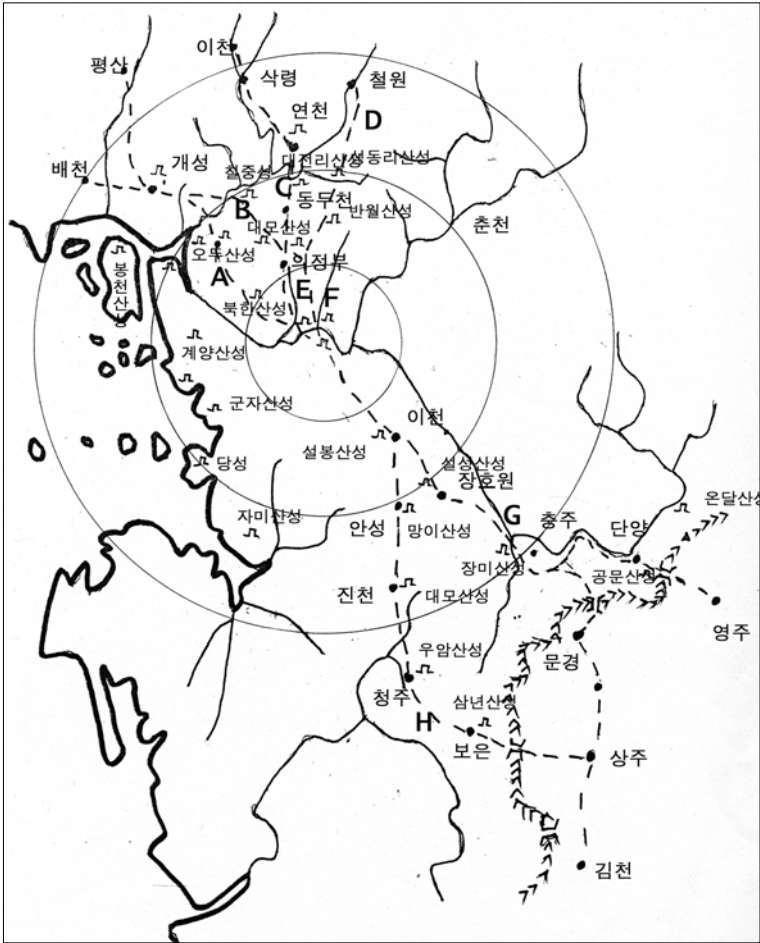 이천
평산
삭령
철원
연천
D
배천
개성
철중성
대전리산성
성동리산성
C
동두천
B
반월산성
춘천
대모산성
오두산성
의정부
봉천산성
A
E
F
북한산성
계양산성
군자산성
이천
설봉산성
당성
설성산성
장호원
자미산성
안성
망이산성
G
충주
단양
온달산성
장미산성
공문산성
진천
대모산성
영주
우암산성
문경
청주
삼년산성
H
보은
상주
김천